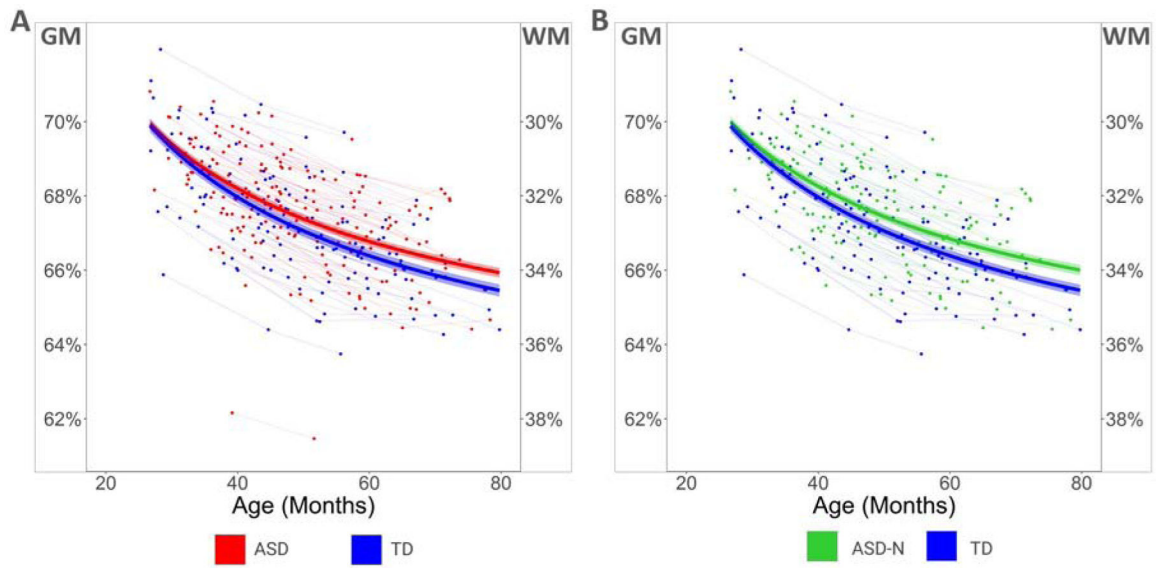 A B
GM WM GM WM
70% 30% 70% 30%
68% 32% 68% 32%
66% 34% 66% 34%
64% 36% 64% 36%
62% 38% 62% 38%
20 40 60 80 20 40 60 80
Age (Months) Age (Months)
ASD TD ASD-N TD